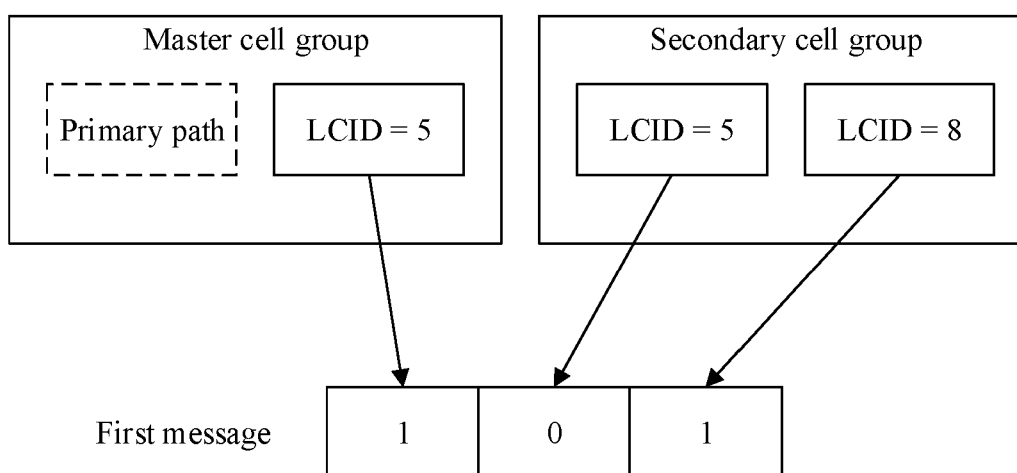 Master cell group
Secondary cell group
Primary path
LCID = 5
LCID = 5
LCID = 8
First message
1
0
1